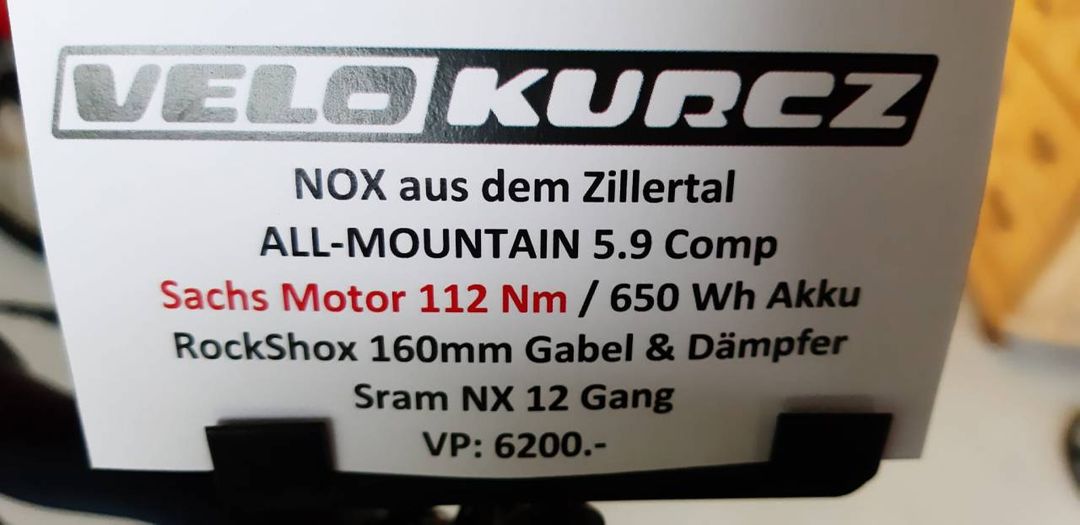 VELO KURCZ
NOX aus dem Zillertal
ALL-MOUNTAIN 5.9 Comp
Sachs Motor 112 Nm / 650 Wh Akku
RockShox 160mm Gabel & Dämpfer
Sram NX 12 Gang
VP: 6200.-